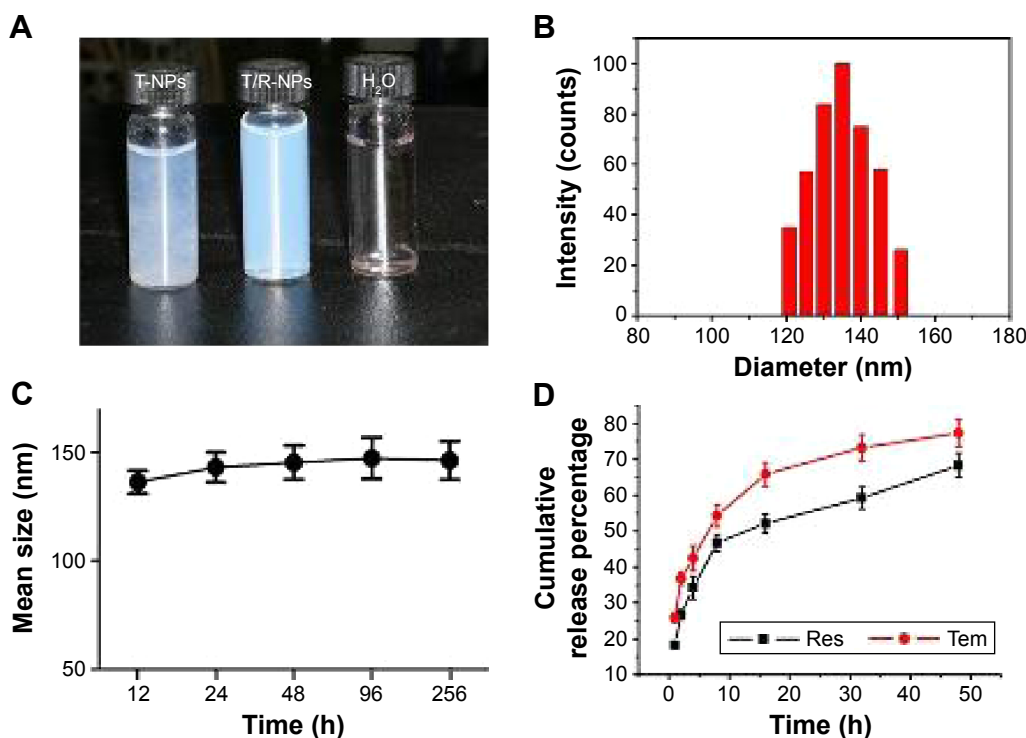 A
T-NPs
T/R-NPs
H₂O
B
Intensity (counts)
100
80
60
40
20
0
80
100
120
140
160
180
Diameter (nm)
C
Mean size (nm)
150
100
50
12
24
48
96
256
Time (h)
D
Cumulative
release percentage
80
70
60
50
40
30
20
10
Res
Tem
0
10
20
30
40
50
Time (h)